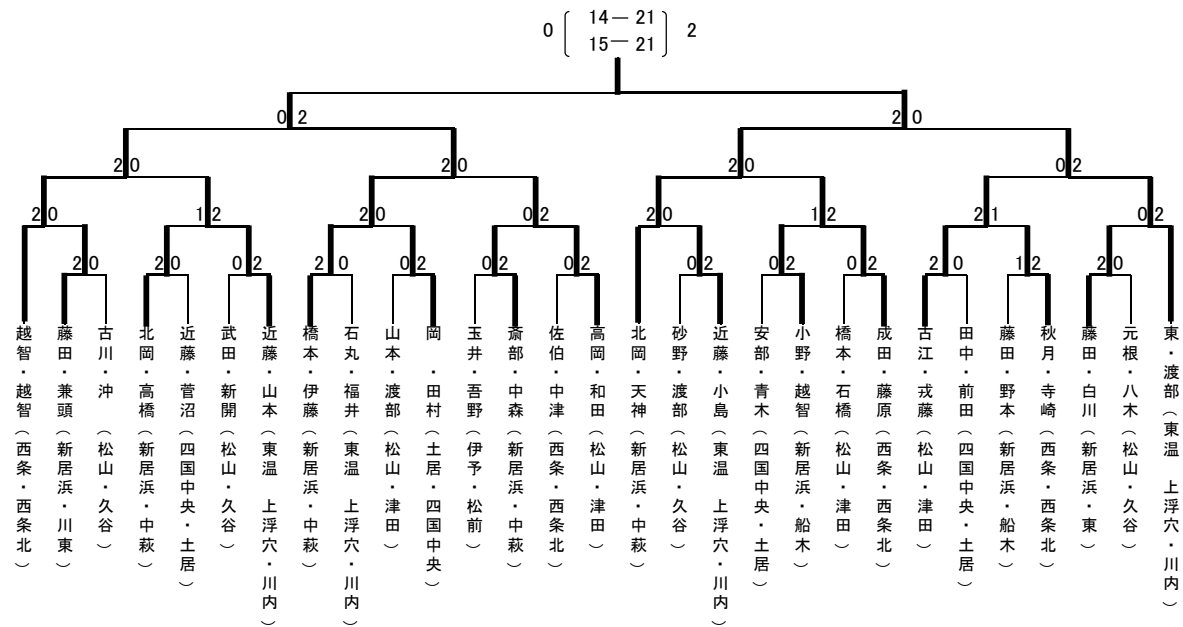 0 14― 21 2
15― 21
0 2 2 0
2 0 2 0 2 0 0 2
2 0 1 2 2 0 0 2 2 0 1 2 2 1 0 2
2 0 2 0 0 2 2 0 0 2 0 2 0 2 0 2 0 2 0 2 2 0 1 2 2 0
越智・越智(西条・西条北)
藤田・兼頭(新居浜・川東)
古川・沖 (松山・久谷)
北岡・高橋(新居浜・中萩)
近藤・菅沼(四国中央・土居)
武田・新開(松山・久谷)
近藤・山本(東温 上浮穴・川内)
橋本・伊藤(新居浜・中萩)
石丸・福井(東温 上浮穴・川内)
山本・渡部(松山・津田)
岡 ・田村(土居・四国中央)
玉井・吾野(伊予・松前)
斎部・中森(新居浜・中萩)
佐伯・中津(西条・西条北)
高岡・和田(松山・津田)
北岡・天神(新居浜・中萩)
砂野・渡部(松山・久谷)
近藤・小島(東温 上浮穴・川内)
安部・青木(四国中央・土居)
小野・越智(新居浜・船木)
橋本・石橋(松山・津田)
成田・藤原(西条・西条北)
古江・戎藤(松山・津田)
田中・前田(四国中央・土居)
藤田・野本(新居浜・船木)
秋月・寺崎(西条・西条北)
藤田・白川(新居浜・東)
元根・八木(松山・久谷)
東・渡部(東温 上浮穴・川内)